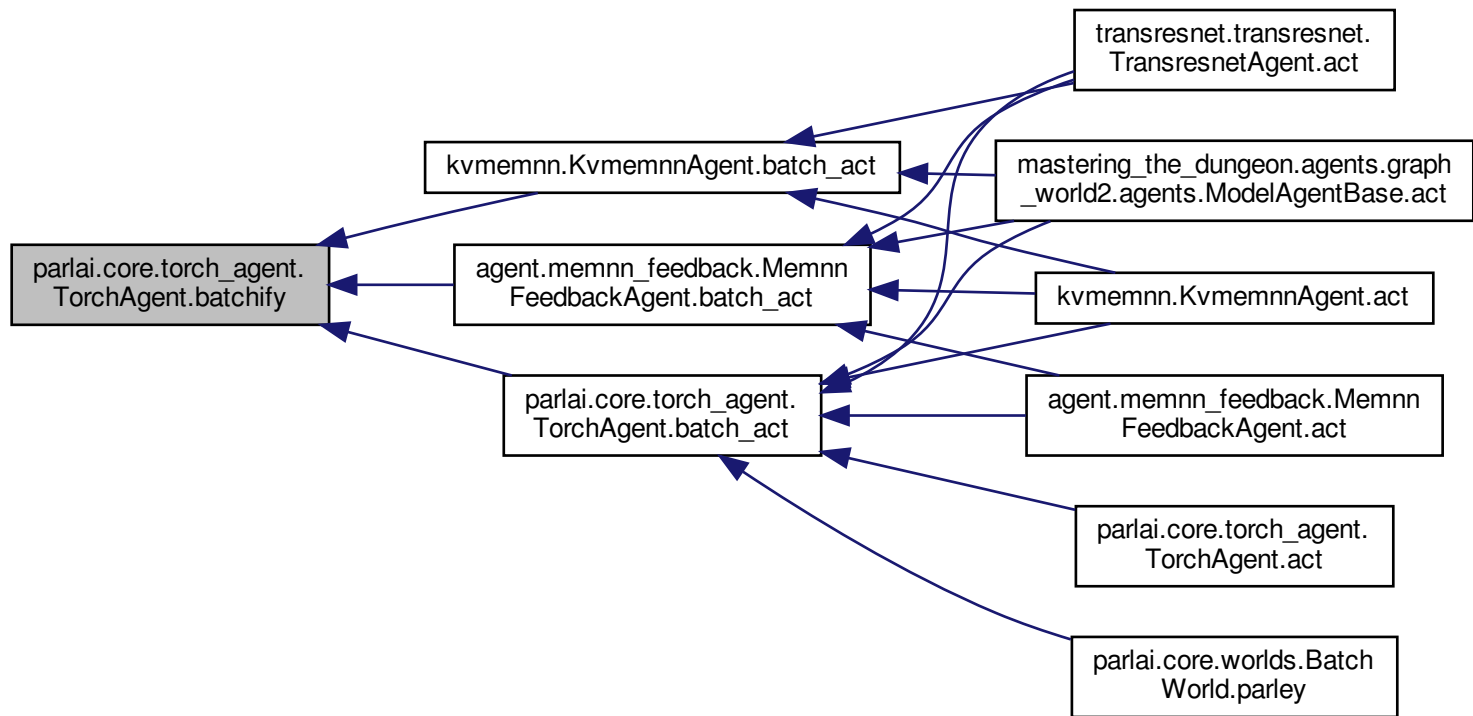 parlai.core.torch_agent.
TorchAgent.batchify
kvmemnn.KvmemnnAgent.batch_act
agent.memnn_feedback.Memnn
FeedbackAgent.batch_act
parlai.core.torch_agent.
TorchAgent.batch_act
transresnet.transresnet.
TransresnetAgent.act
mastering_the_dungeon.agents.graph
_world2.agents.ModelAgentBase.act
kvmemnn.KvmemnnAgent.act
agent.memnn_feedback.Memnn
FeedbackAgent.act
parlai.core.torch_agent.
TorchAgent.act
parlai.core.worlds.Batch
World.parley